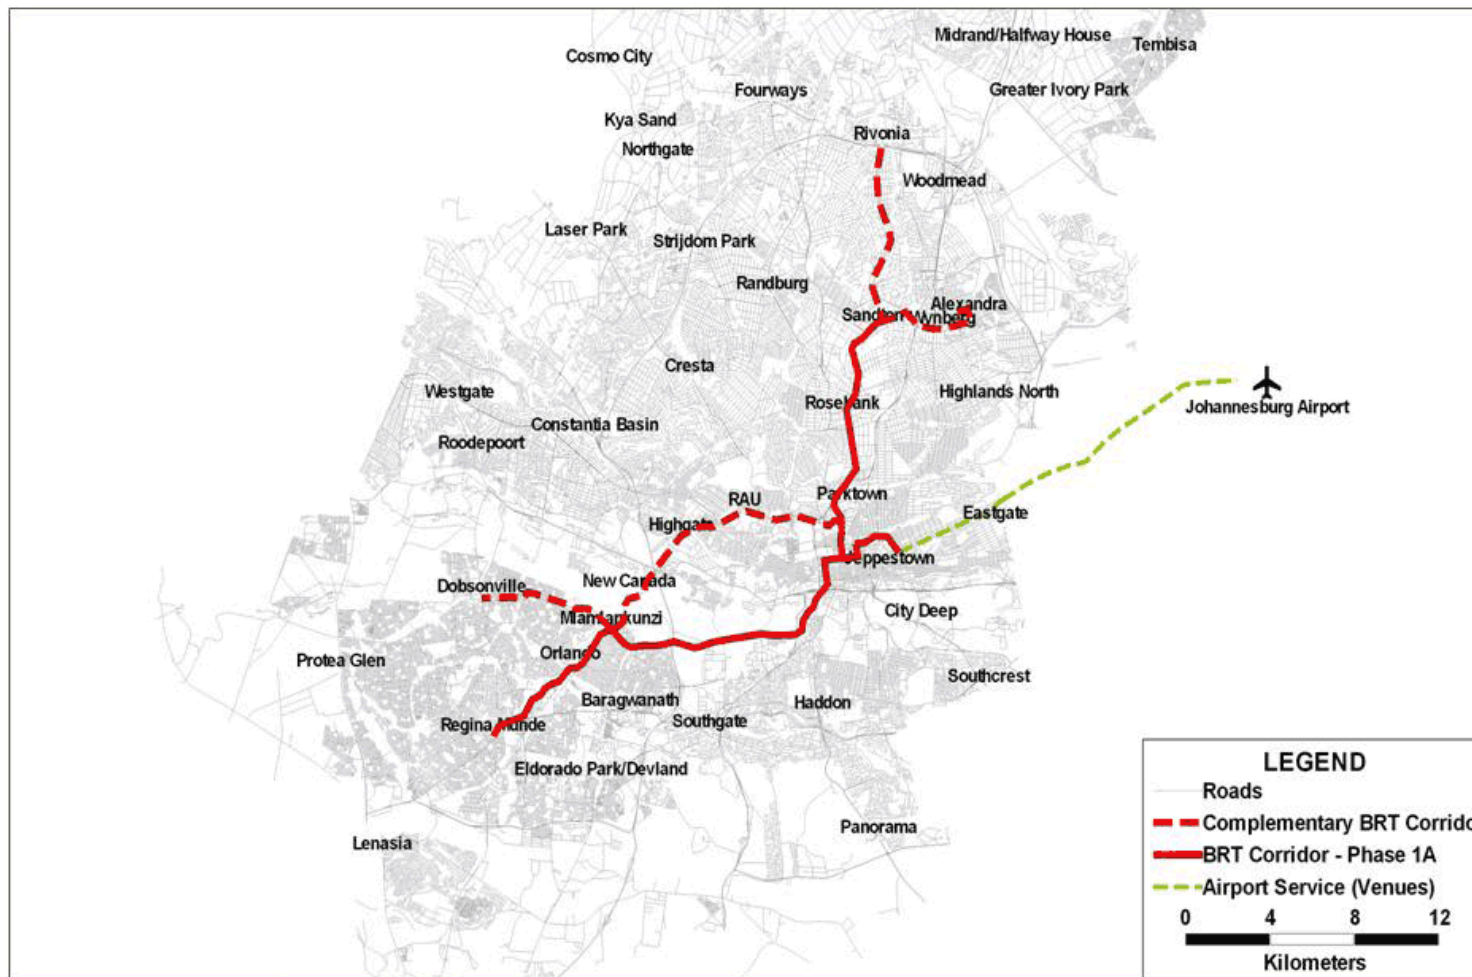 Midrand/Halfway House
Tembisa
Cosmo City
Fourways
Greater Ivory Park
Kya Sand
Rivonia
Northgate
Woodmead
Laser Park
Strijdom Park
Randburg
Alexandra
Sandton Wynberg
Cresta
Westgate
Rosebank
Highlands North
Johannesburg Airport
Constantia Basin
Roodepoort
Parktown
RAU
Eastgate
Highgate
Jeppestown
New Canada
Dobsonville
City Deep
Mlamlankunzi
Orlando
Protea Glen
Southcrest
Baragwanath
Haddon
Southgate
Regina Munde
Eldorado Park/Devland
Panorama
Lenasia
LEGEND
Roads
Complementary BRT Corrido
BRT Corridor - Phase 1A
Airport Service (Venues)
0 4 8 12
Kilometers